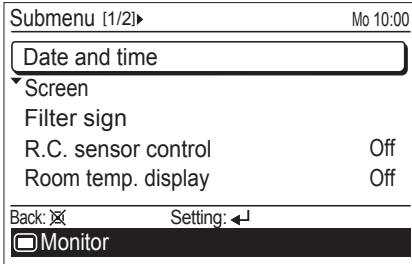 Submenu [1/2]▸ Mo 10:00
Date and time
Screen
Filter sign
R.C. sensor control Off
Room temp. display Off
Back: Setting:
Monitor